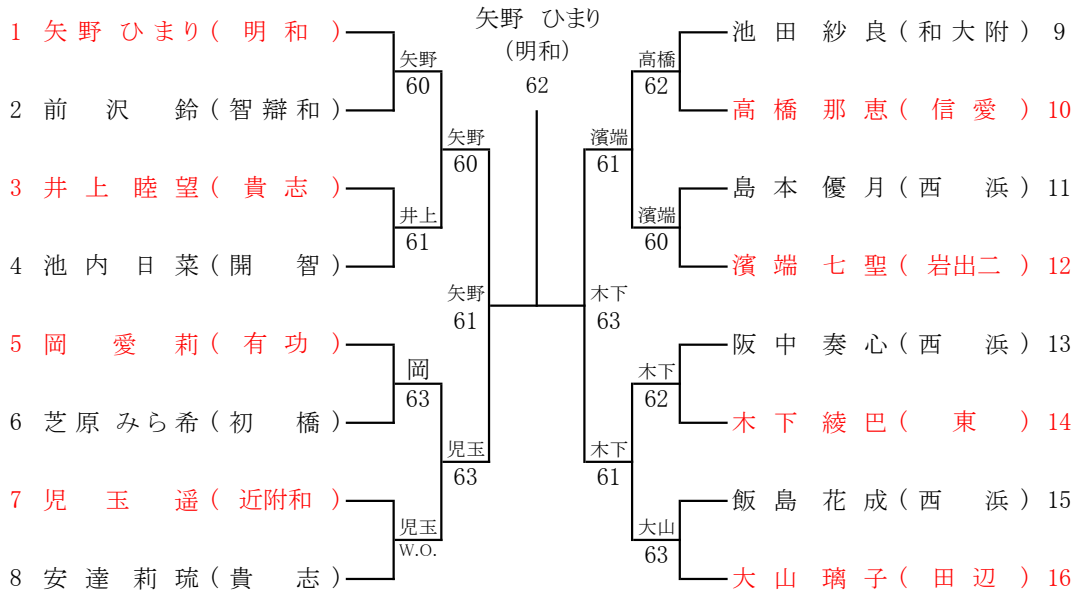 矢野 ひまり
(明和)
62
1 矢野 ひまり ( 明和 )
2 前沢 鈴 ( 智辯和 )
3 井上 睦望 ( 貴志 )
4 池内 日菜 ( 開智 )
5 岡 愛莉 ( 有功 )
6 芝原 みら希 ( 初橋 )
7 児玉 遥 ( 近附和 )
8 安達 莉琉 ( 貴志 )
矢野
60
井上
61
岡
63
児玉
W.O.
矢野
60
児玉
63
矢野
61
木下
63
濱端
61
木下
61
高橋
62
濱端
60
木下
62
大山
63
池田 紗良 ( 和大附 ) 9
高橋 那恵 ( 信愛 ) 10
島本 優月 ( 西浜 ) 11
濱端 七聖 ( 岩出二 ) 12
阪中 奏心 ( 西浜 ) 13
木下 綾巴 ( 東 ) 14
飯島 花成 ( 西浜 ) 15
大山 璃子 ( 田辺 ) 16